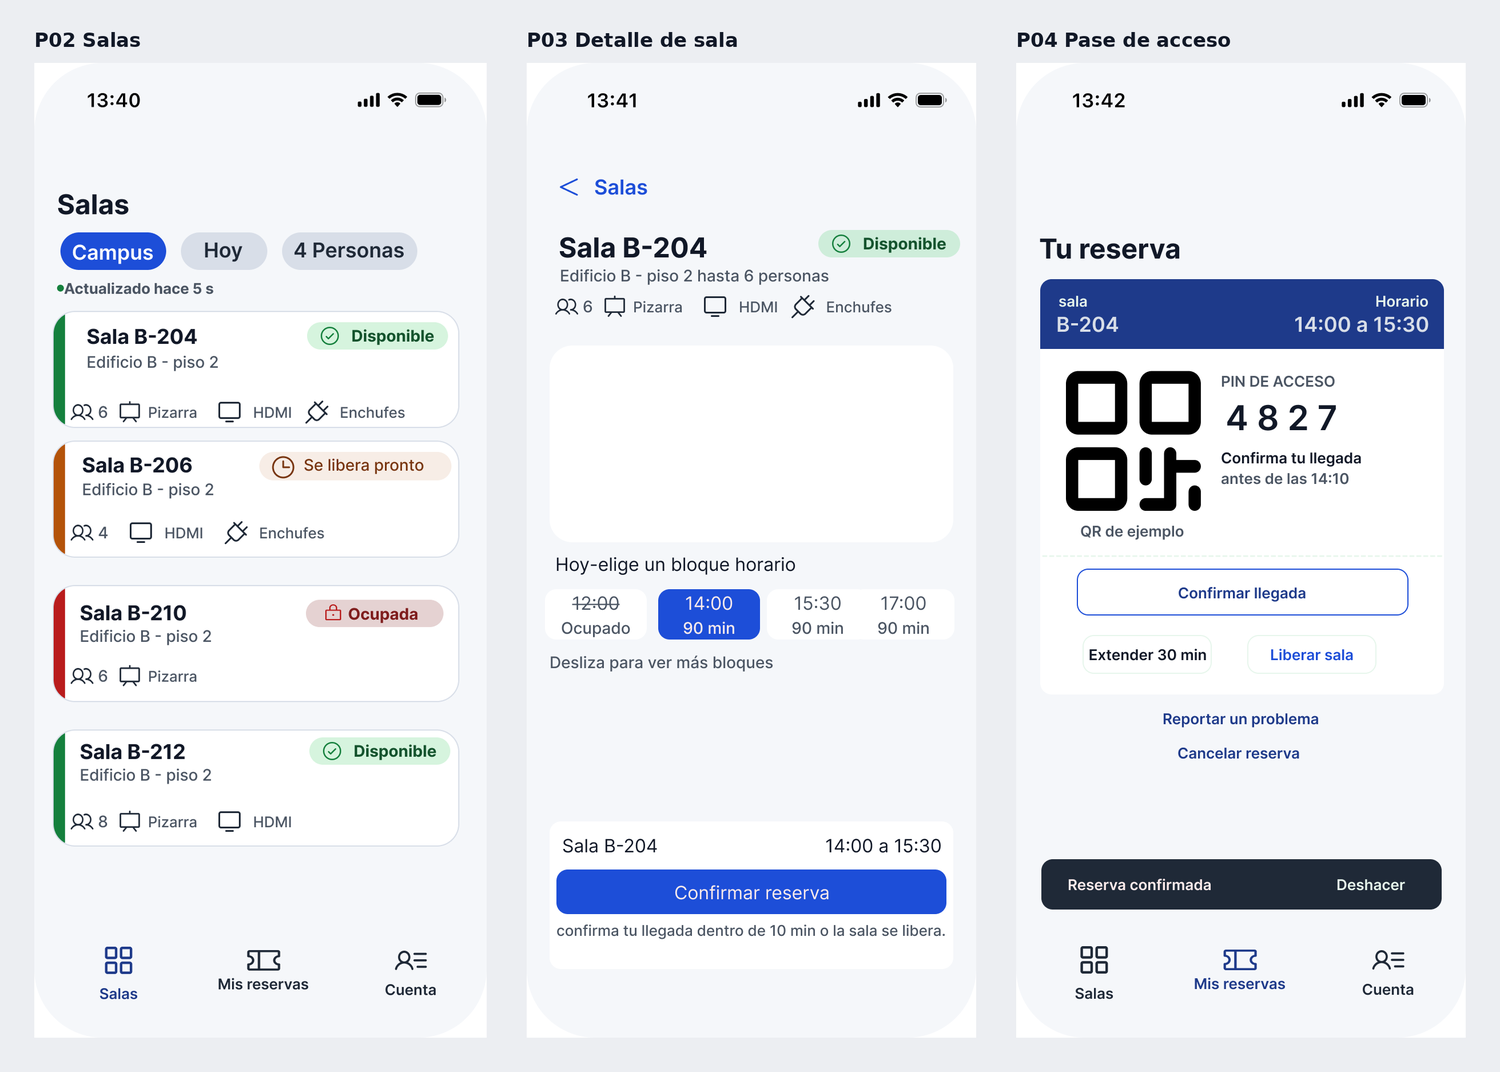 P02 Salas
13:40
Salas
Campus
Hoy
4 Personas
Actualizado hace 5 s
Sala B-204
Disponible
Edificio B - piso 2
6
Pizarra
HDMI
Enchufes
Sala B-206
Se libera pronto
Edificio B - piso 2
4
HDMI
Enchufes
Sala B-210
Ocupada
Edificio B - piso 2
6
Pizarra
Sala B-212
Disponible
Edificio B - piso 2
8
Pizarra
HDMI
Salas
Mis reservas
Cuenta
P03 Detalle de sala
13:41
< Salas
Sala B-204
Disponible
Edificio B - piso 2 hasta 6 personas
6
Pizarra
HDMI
Enchufes
Hoy-elige un bloque horario
12:00
Ocupado
14:00
90 min
15:30
90 min
17:00
90 min
Desliza para ver más bloques
Sala B-204
14:00 a 15:30
Confirmar reserva
confirma tu llegada dentro de 10 min o la sala se libera.
P04 Pase de acceso
13:42
Tu reserva
sala
B-204
Horario
14:00 a 15:30
PIN DE ACCESO
4 8 2 7
Confirma tu llegada
antes de las 14:10
QR de ejemplo
Confirmar llegada
Extender 30 min
Liberar sala
Reportar un problema
Cancelar reserva
Reserva confirmada
Deshacer
Salas
Mis reservas
Cuenta